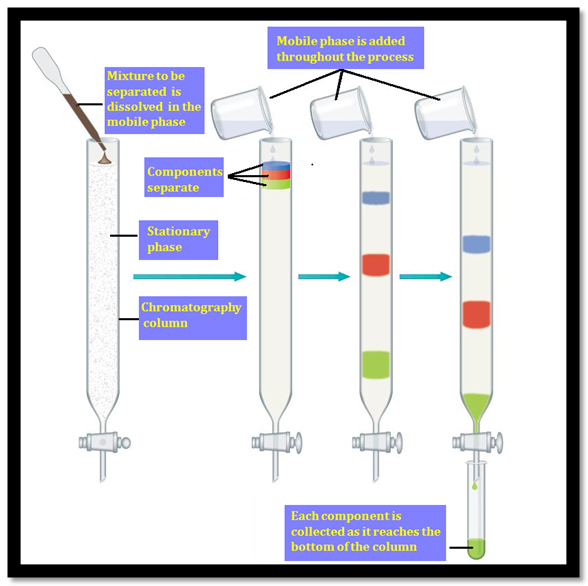 Mobile phase is added
throughout the process
Mixture to be
separated is
dissolved in the
mobile phase
Components
separate
Stationary
phase
Chromatography
column
Each component is
collected as it reaches the
bottom of the column